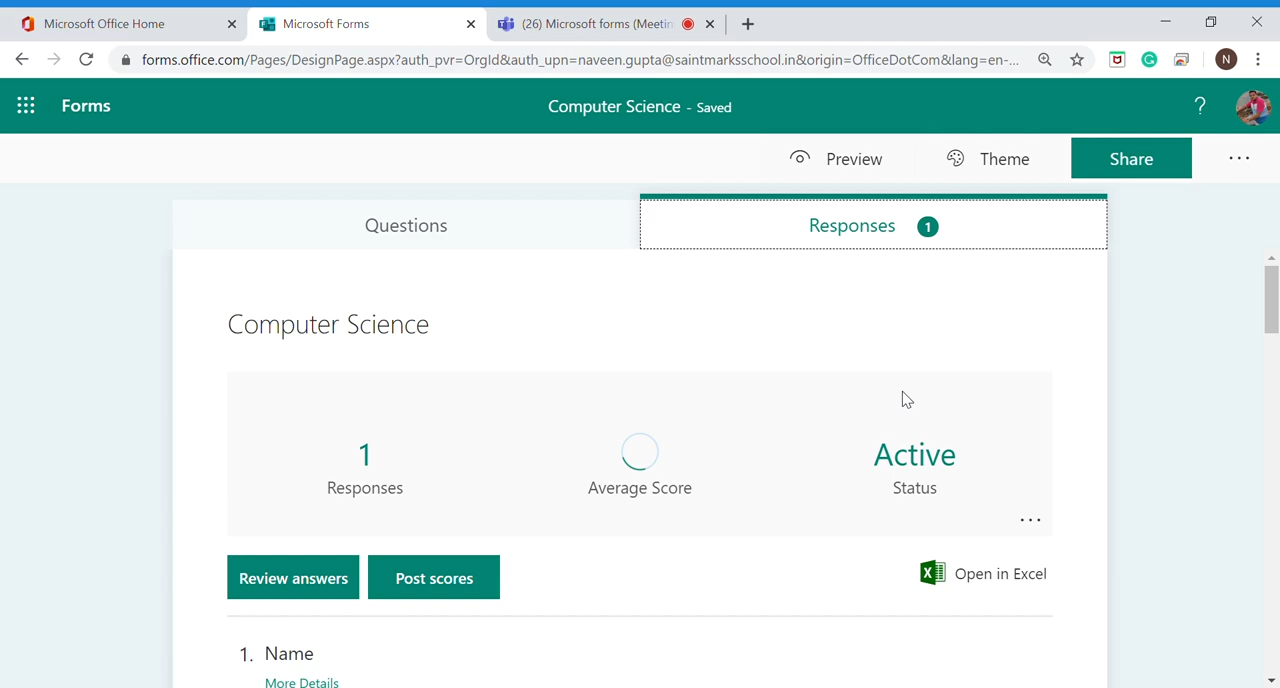 Microsoft Office Home
Microsoft Forms
(26) Microsoft forms (Meetin
forms.office.com/Pages/DesignPage.aspx?auth_pvr=OrgId&auth_upn=naveen.gupta@saintmarksschool.in&origin=OfficeDotCom&lang=en-...
N
Forms
Computer Science - Saved
?
Preview
Theme
Share
...
Questions
Responses 1
Computer Science
1
Responses
Average Score
Active
Status
...
Review answers
Post scores
Open in Excel
1. Name
More Details